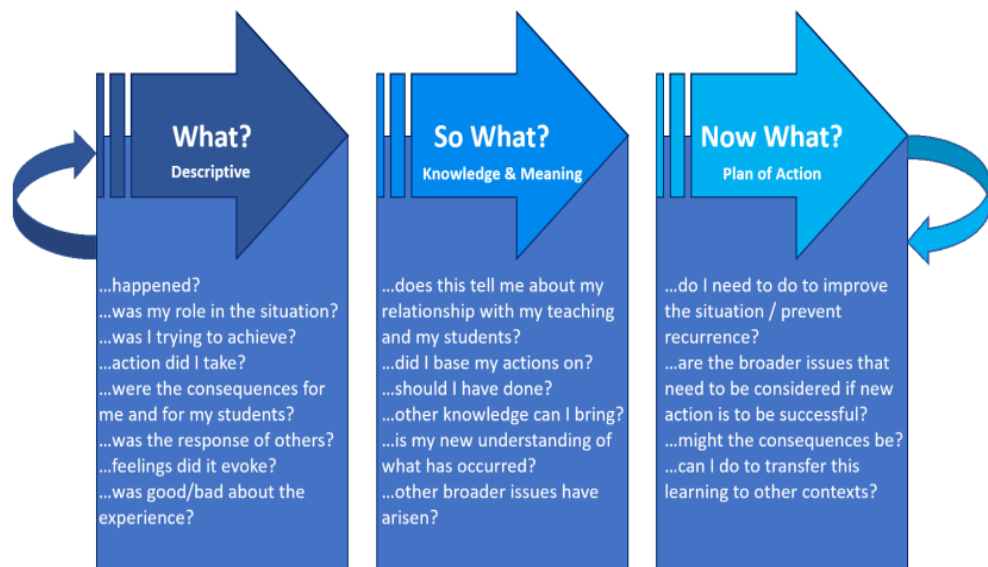 What?
Descriptive
...happened?
...was my role in the situation?
...was I trying to achieve?
...action did I take?
...were the consequences for
me and for my students?
...was the response of others?
...feelings did it evoke?
...was good/bad about the
experience?
So What?
Knowledge & Meaning
...does this tell me about my
relationship with my teaching
and my students?
...did I base my actions on?
...should I have done?
...other knowledge can I bring?
...is my new understanding of
what has occurred?
...other broader issues have
arisen?
Now What?
Plan of Action
...do I need to do to improve
the situation / prevent
recurrence?
...are the broader issues that
need to be considered if new
action is to be successful?
...might the consequences be?
...can I do to transfer this
learning to other contexts?